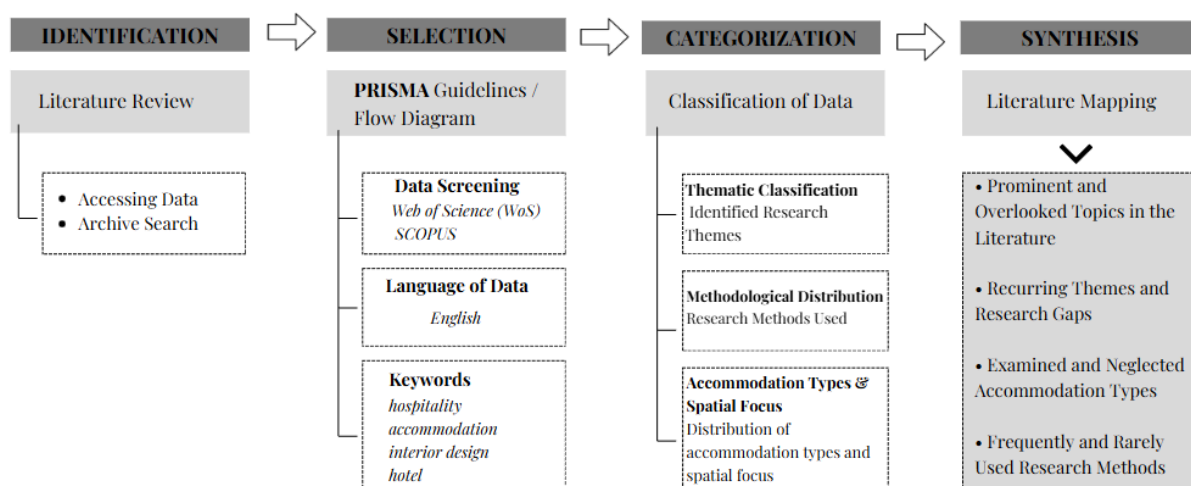 IDENTIFICATION
Literature Review
• Accessing Data
• Archive Search
SELECTION
PRISMA Guidelines /
Flow Diagram
Data Screening
Web of Science (WoS)
SCOPUS
Language of Data
English
Keywords
hospitality
accommodation
interior design
hotel
CATEGORIZATION
Classification of Data
Thematic Classification
Identified Research
Themes
Methodological Distribution
Research Methods Used
Accommodation Types &
Spatial Focus
Distribution of
accommodation types and
spatial focus
SYNTHESIS
Literature Mapping
• Prominent and
Overlooked Topics in the
Literature
• Recurring Themes and
Research Gaps
• Examined and Neglected
Accommodation Types
• Frequently and Rarely
Used Research Methods